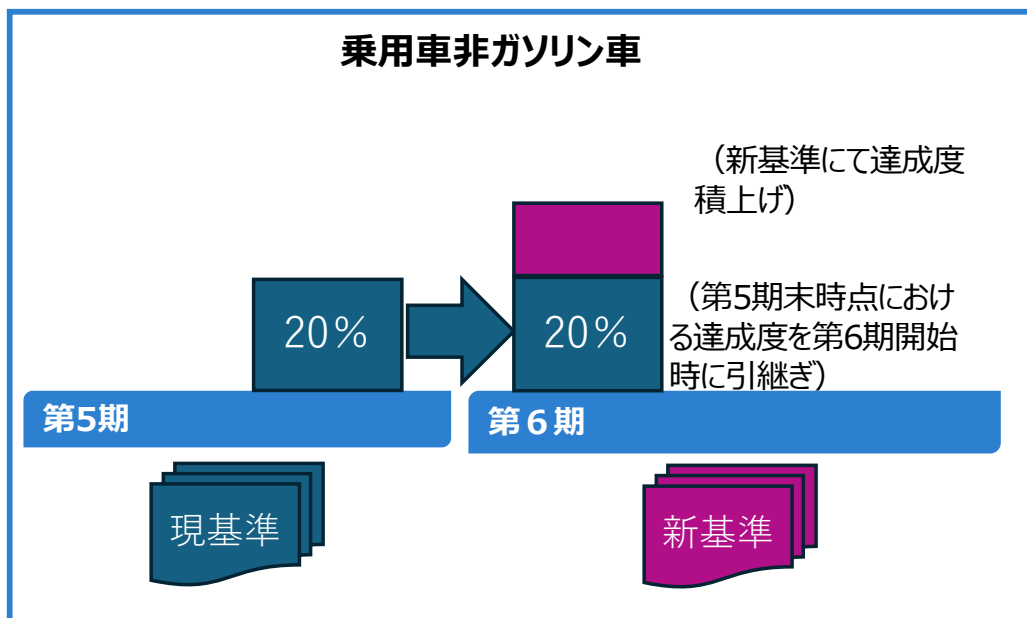 乗用車非ガソリン車
（新基準にて達成度
積上げ）
20%
20%
（第5期末時点におけ
る達成度を第6期開始
時に引継ぎ）
第5期
第６期
現基準
新基準